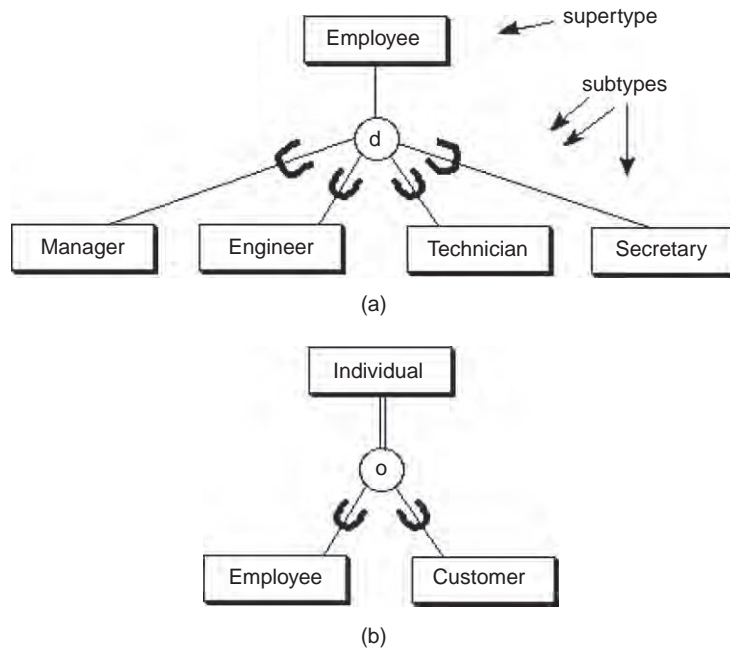 Employee
supertype
subtypes
d
Manager
Engineer
Technician
Secretary
(a)
Individual
o
Employee
Customer
(b)